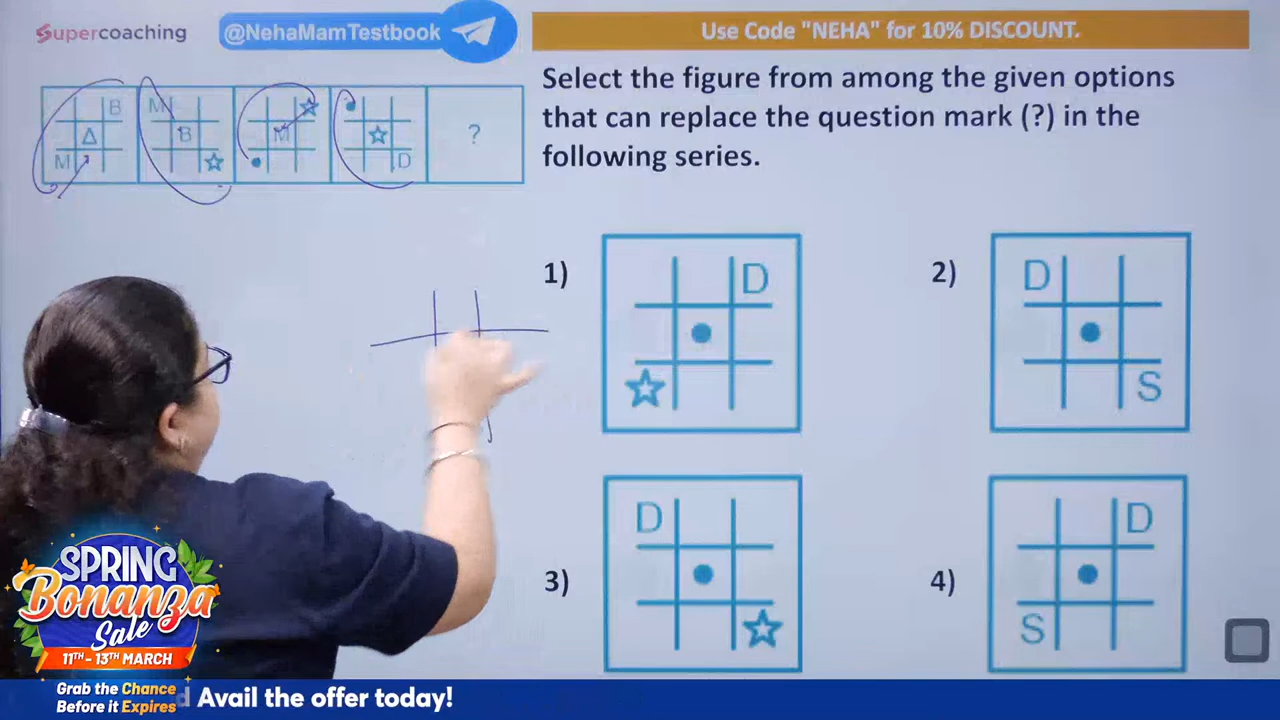 Supercoaching
@NehaMamTestbook
Use Code "NEHA" for 10% DISCOUNT.
Select the figure from among the given options
that can replace the question mark (?) in the
following series.
B
M
M
B
M
D
?
1)
D
2)
D
S
3)
D
4)
D
S
SPRING
Bonanza
Sale
11TH - 13TH MARCH
Grab the Chance
Before it Expires
d Avail the offer today!